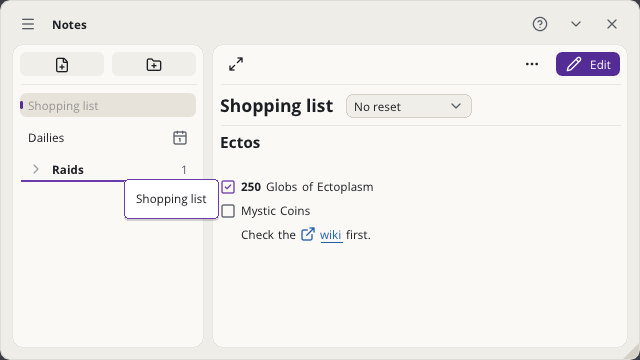 Notes
Edit
Shopping list
Dailies
Raids 1
Shopping list
Shopping list
No reset
Ectos
250 Globs of Ectoplasm
Mystic Coins
Check the wiki first.